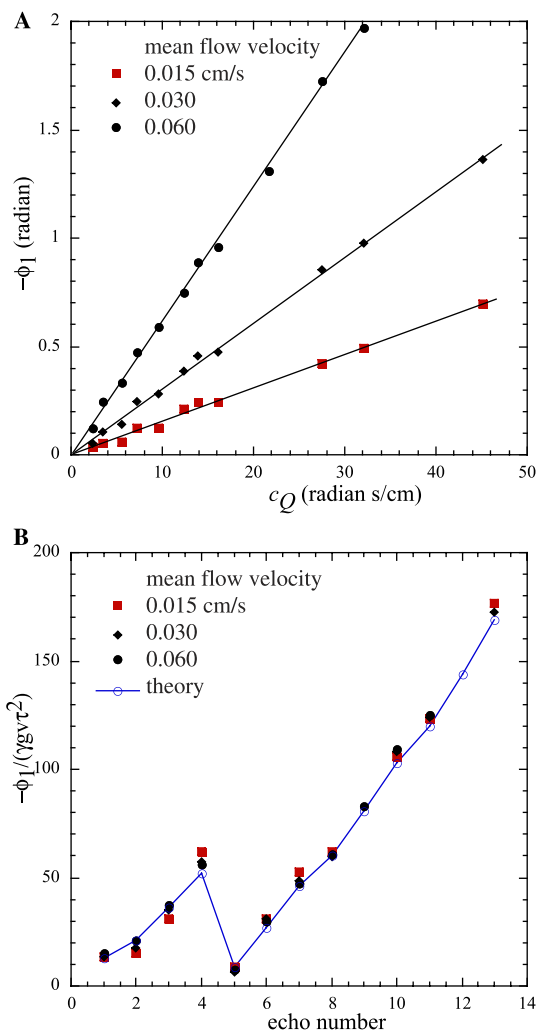 A
2
mean flow velocity
0.015 cm/s
0.030
0.060
1.5
1
0.5
0
−ϕ1 (radian)
0 10 20 30 40 50
cQ (radian s/cm)
B
200
mean flow velocity
0.015 cm/s
0.030
0.060
theory
150
100
50
0
−ϕ1/(γgvτ²)
0 2 4 6 8 10 12 14
echo number